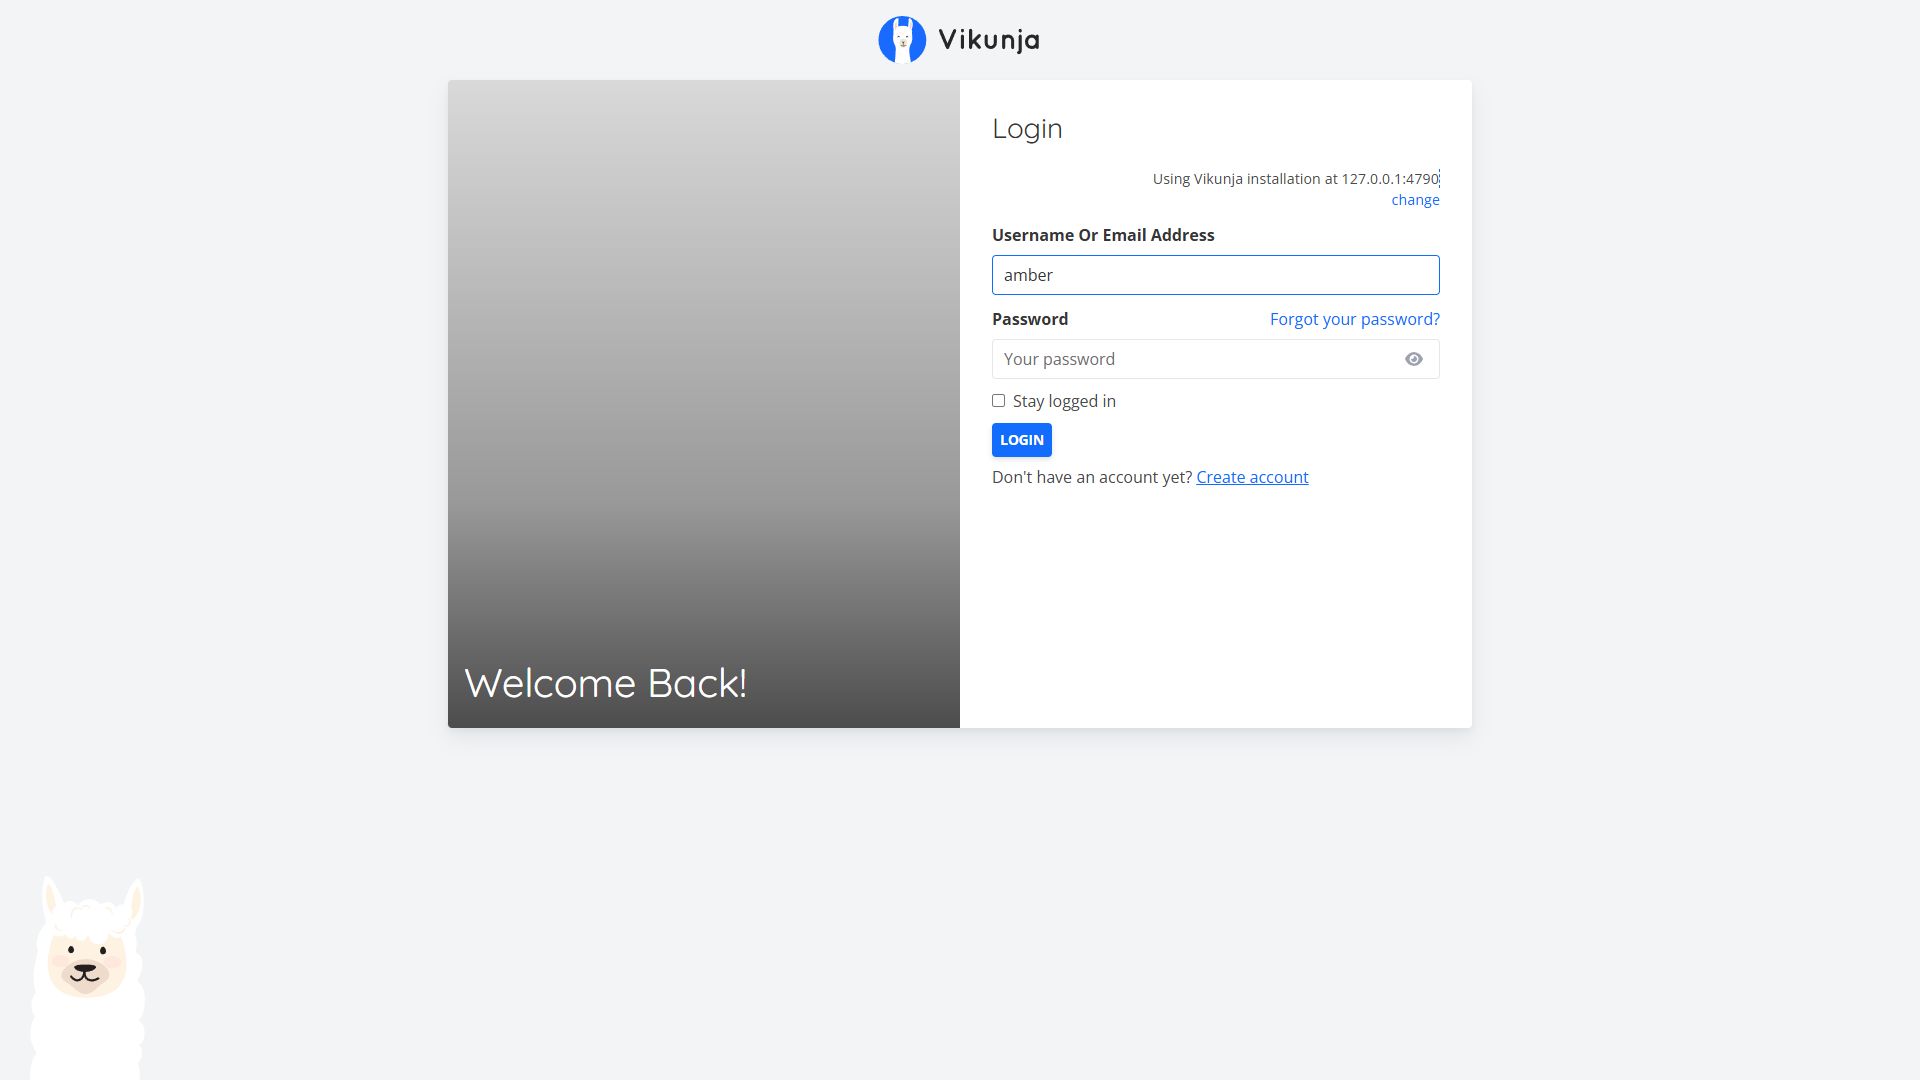 Vikunja
Login
Using Vikunja installation at 127.0.0.1:4790
change
Username Or Email Address
amber
Password
Forgot your password?
Your password
Stay logged in
LOGIN
Don't have an account yet? Create account
Welcome Back!